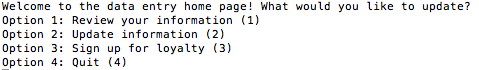 Welcome to the data entry home page! What would you like to update?
Option 1: Review your information (1)
Option 2: Update information (2)
Option 3: Sign up for loyalty (3)
Option 4: Quit (4)